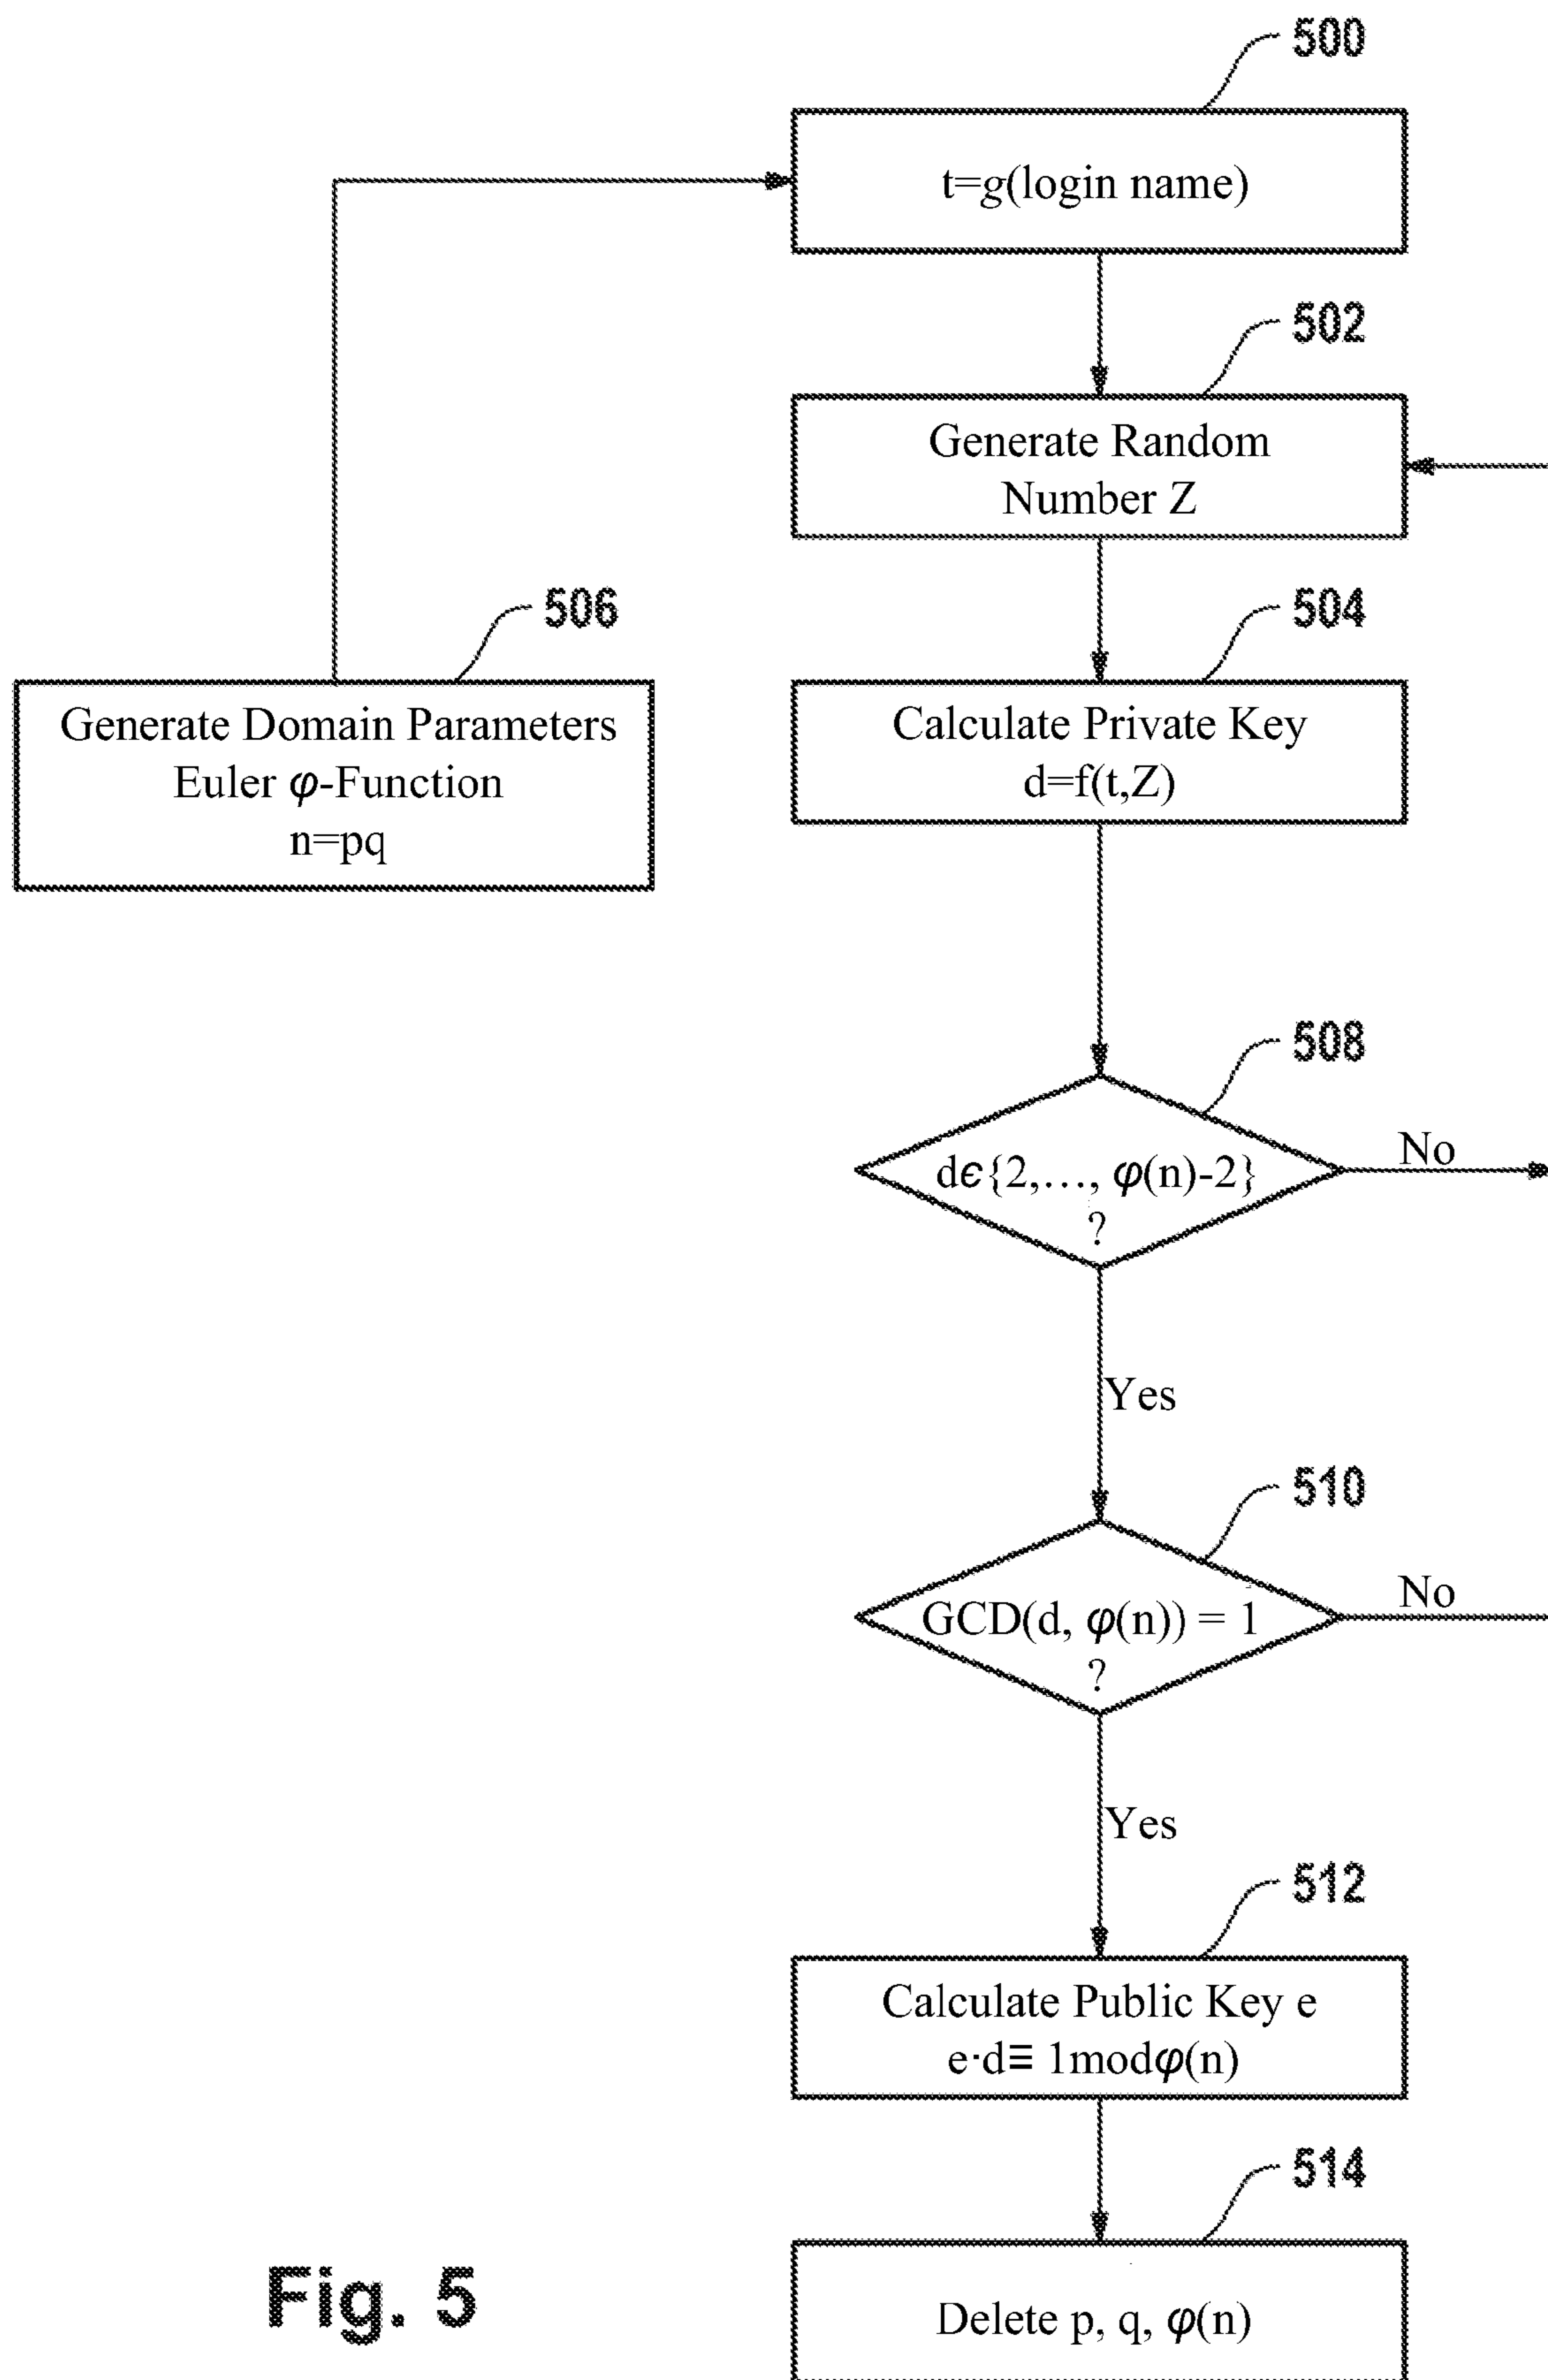 500
t=g(login name)
502
Generate Random
Number Z
506
Generate Domain Parameters
Euler φ-Function
n=pq
504
Calculate Private Key
d=f(t,Z)
508
dϵ{2,..., φ(n)-2}
?
No
Yes
510
GCD(d, φ(n)) = 1
?
No
Yes
512
Calculate Public Key e
e·d≡ 1modφ(n)
514
Delete p, q, φ(n)
Fig. 5